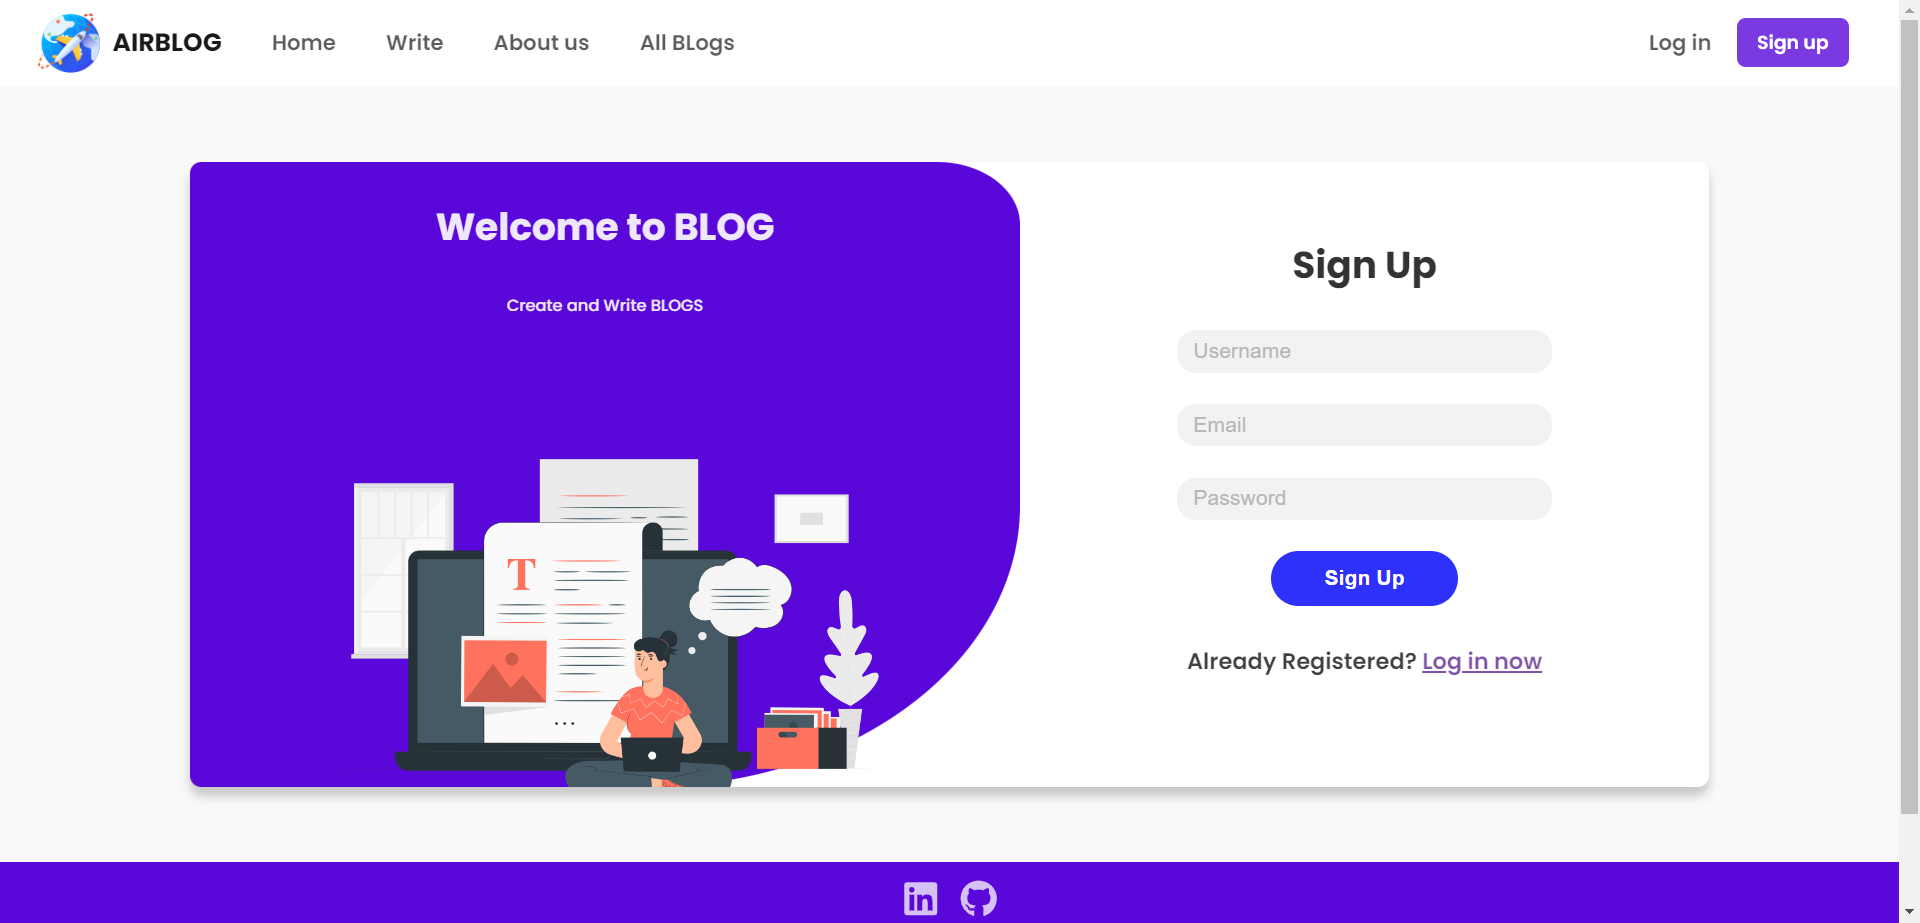 AIRBLOG
Home
Write
About us
All BLogs
Log in
Sign up
Welcome to BLOG
Create and Write BLOGS
T
Sign Up
Username
Email
Password
Sign Up
Already Registered? Log in now
in